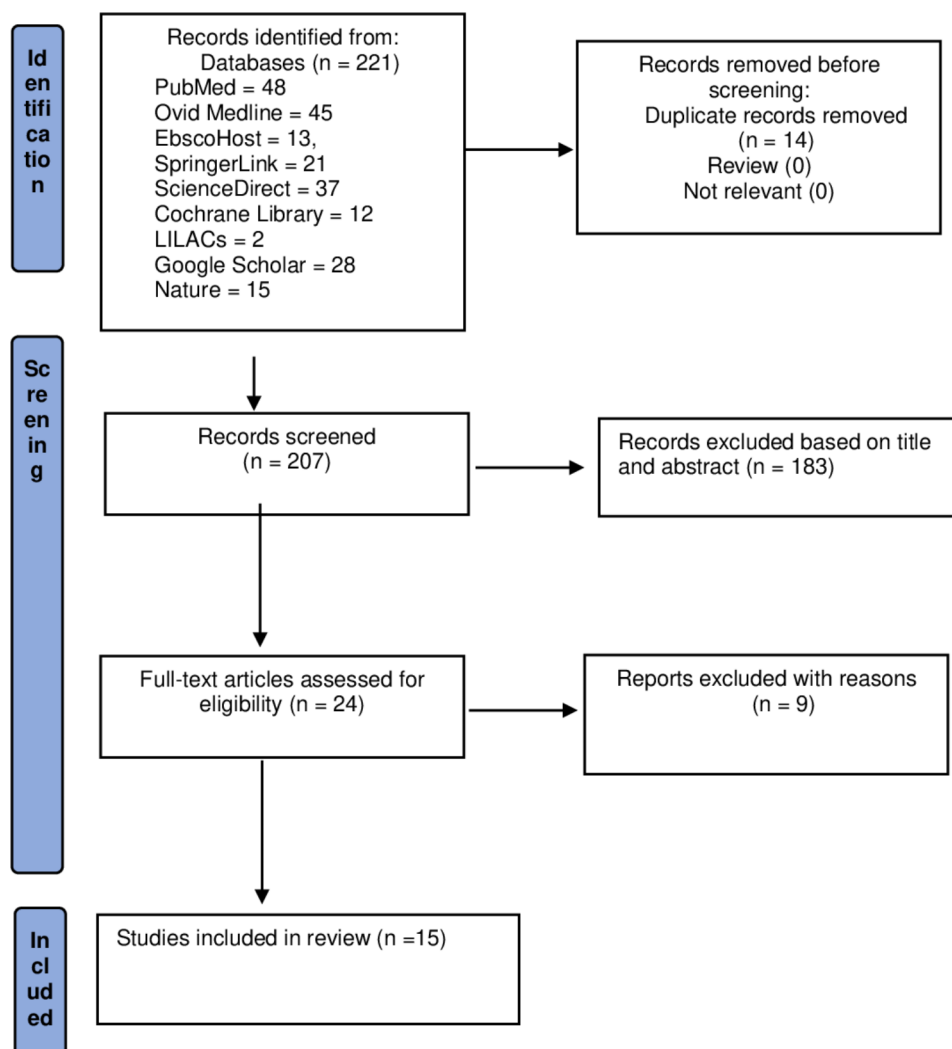 Id
en
tifi
ca
tio
n
Records identified from:
Databases (n = 221)
PubMed = 48
Ovid Medline = 45
EbscoHost = 13,
SpringerLink = 21
ScienceDirect = 37
Cochrane Library = 12
LILACs = 2
Google Scholar = 28
Nature = 15
Records removed before
screening:
Duplicate records removed
(n = 14)
Review (0)
Not relevant (0)
Sc
re
en
in
g
Records screened
(n = 207)
Records excluded based on title
and abstract (n = 183)
Full-text articles assessed for
eligibility (n = 24)
Reports excluded with reasons
(n = 9)
In
cl
ud
ed
Studies included in review (n =15)